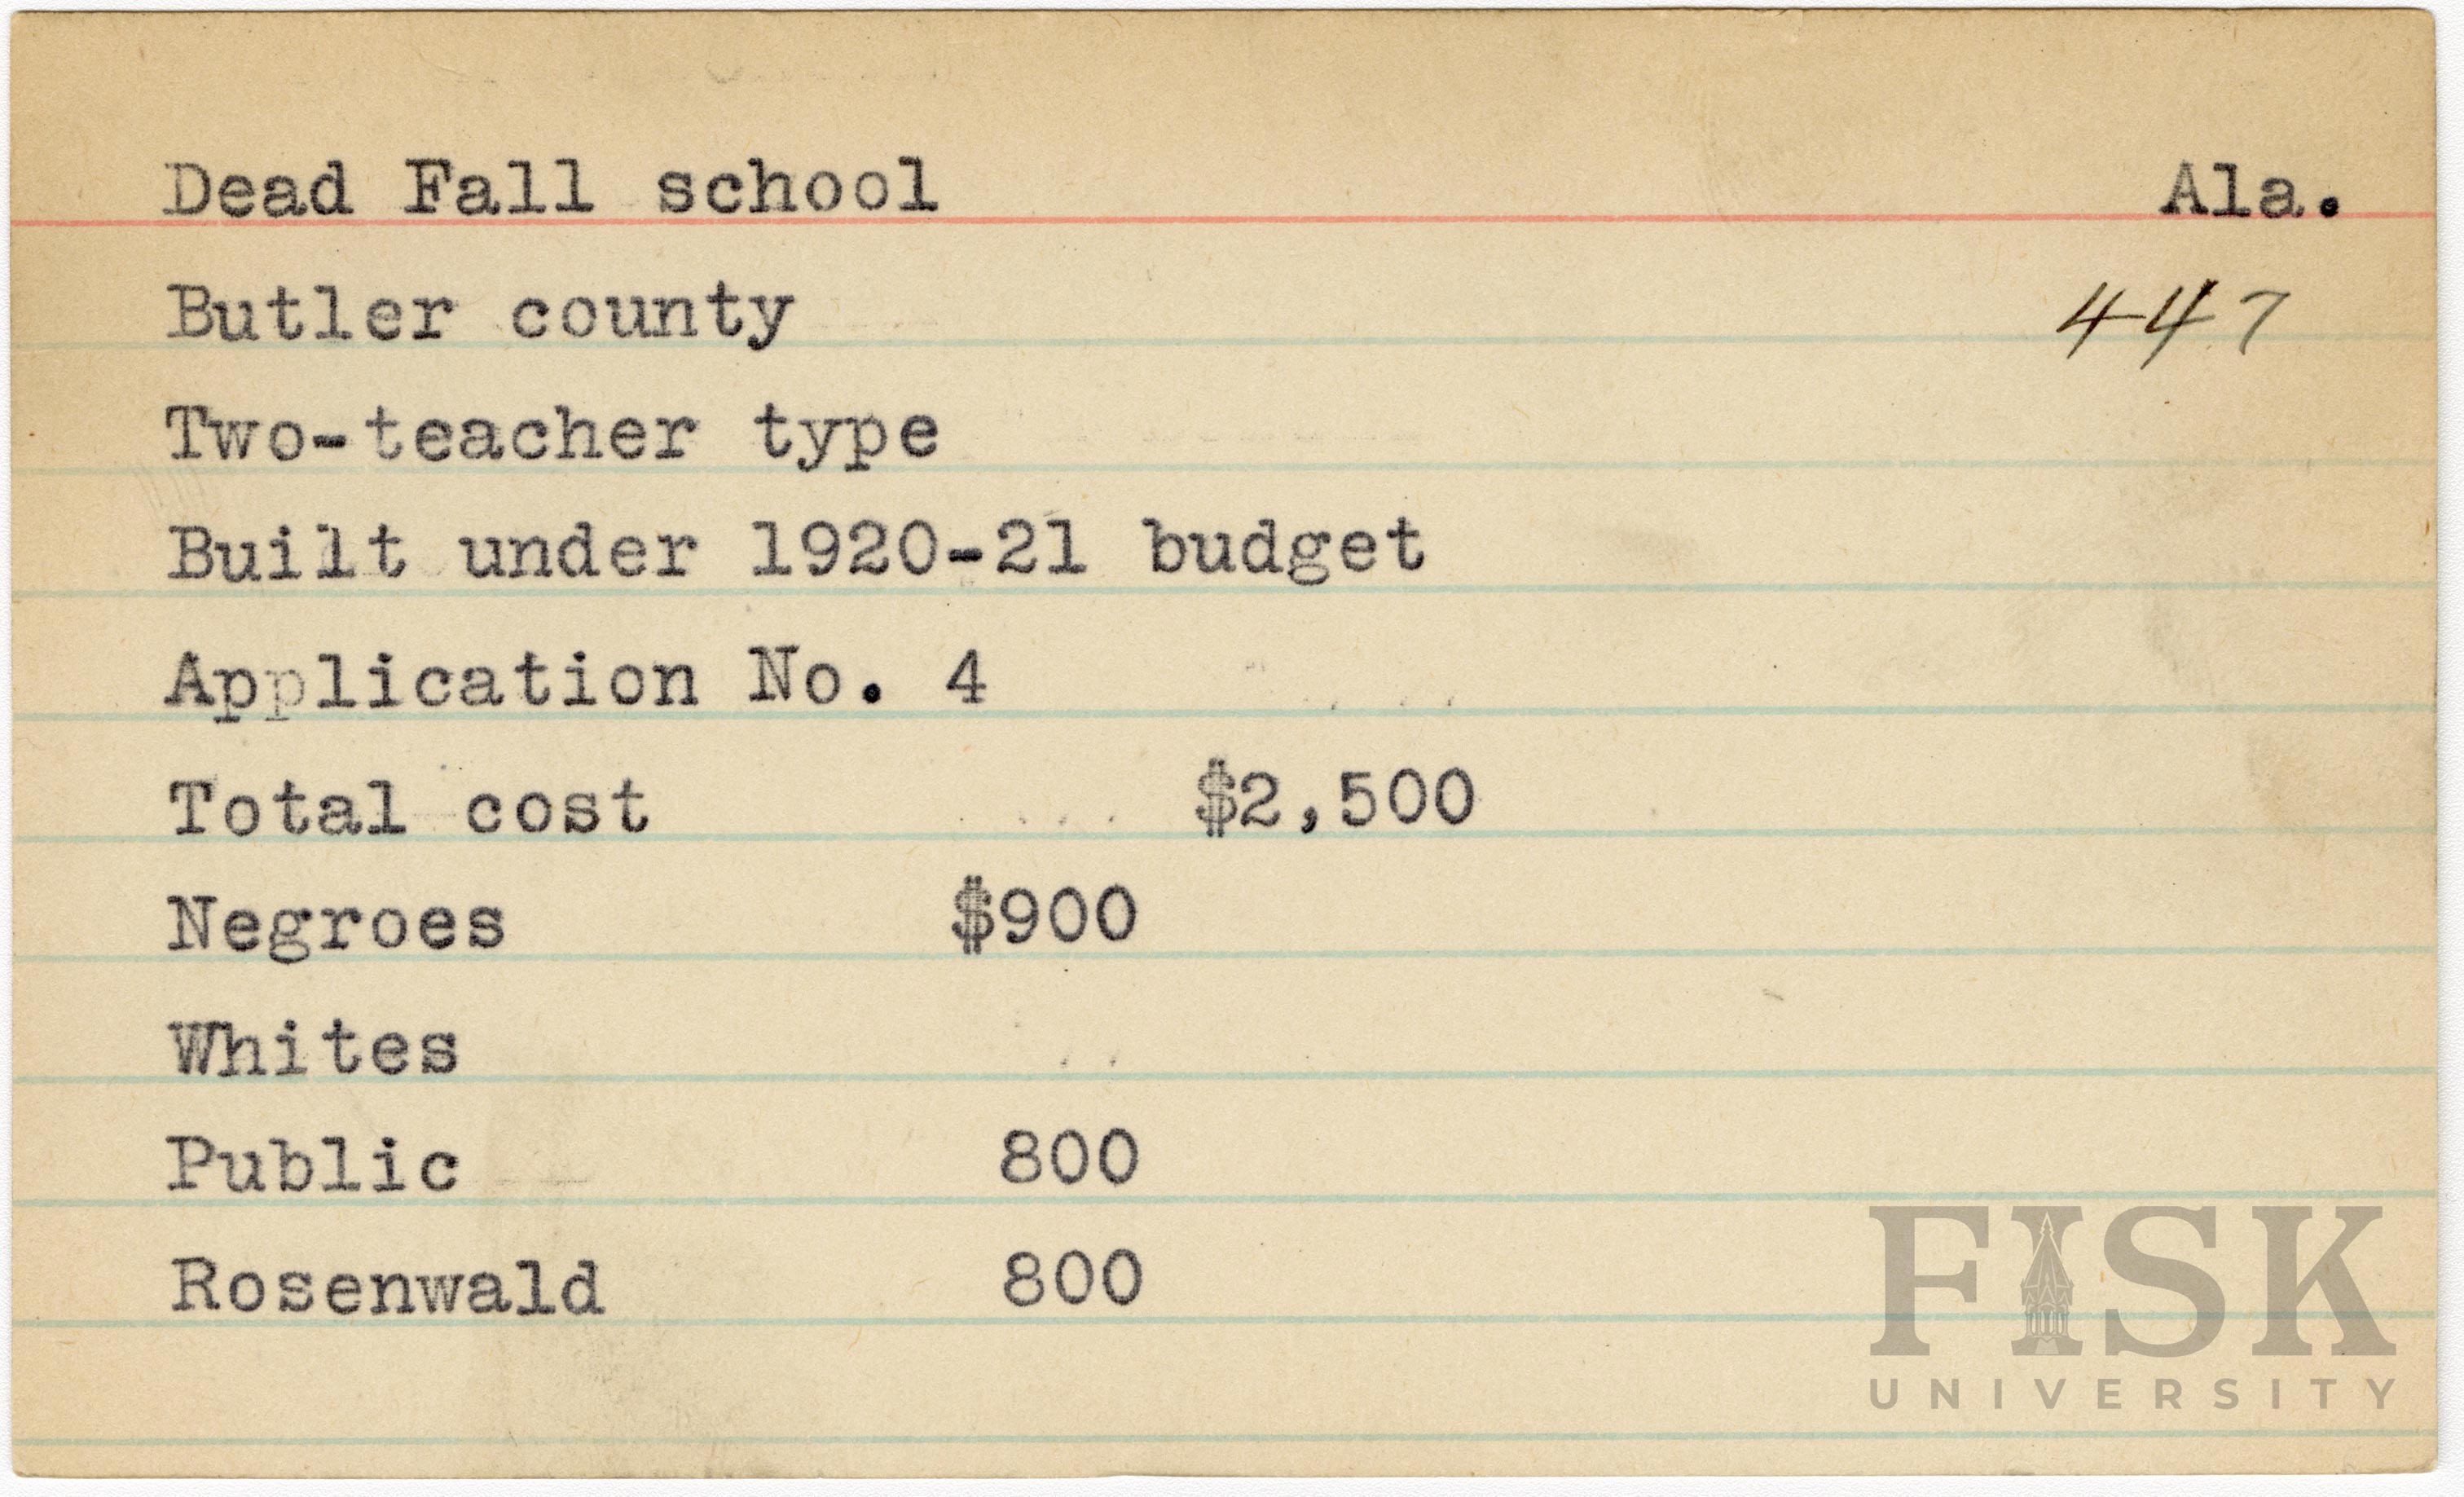 Dead Fall school Ala.
Butler county 447
Two-teacher type
Built under 1920-21 budget
Application No. 4
Total cost $2,500
Negroes $900
Whites
Public 800
Rosenwald 800
FISK
UNIVERSITY